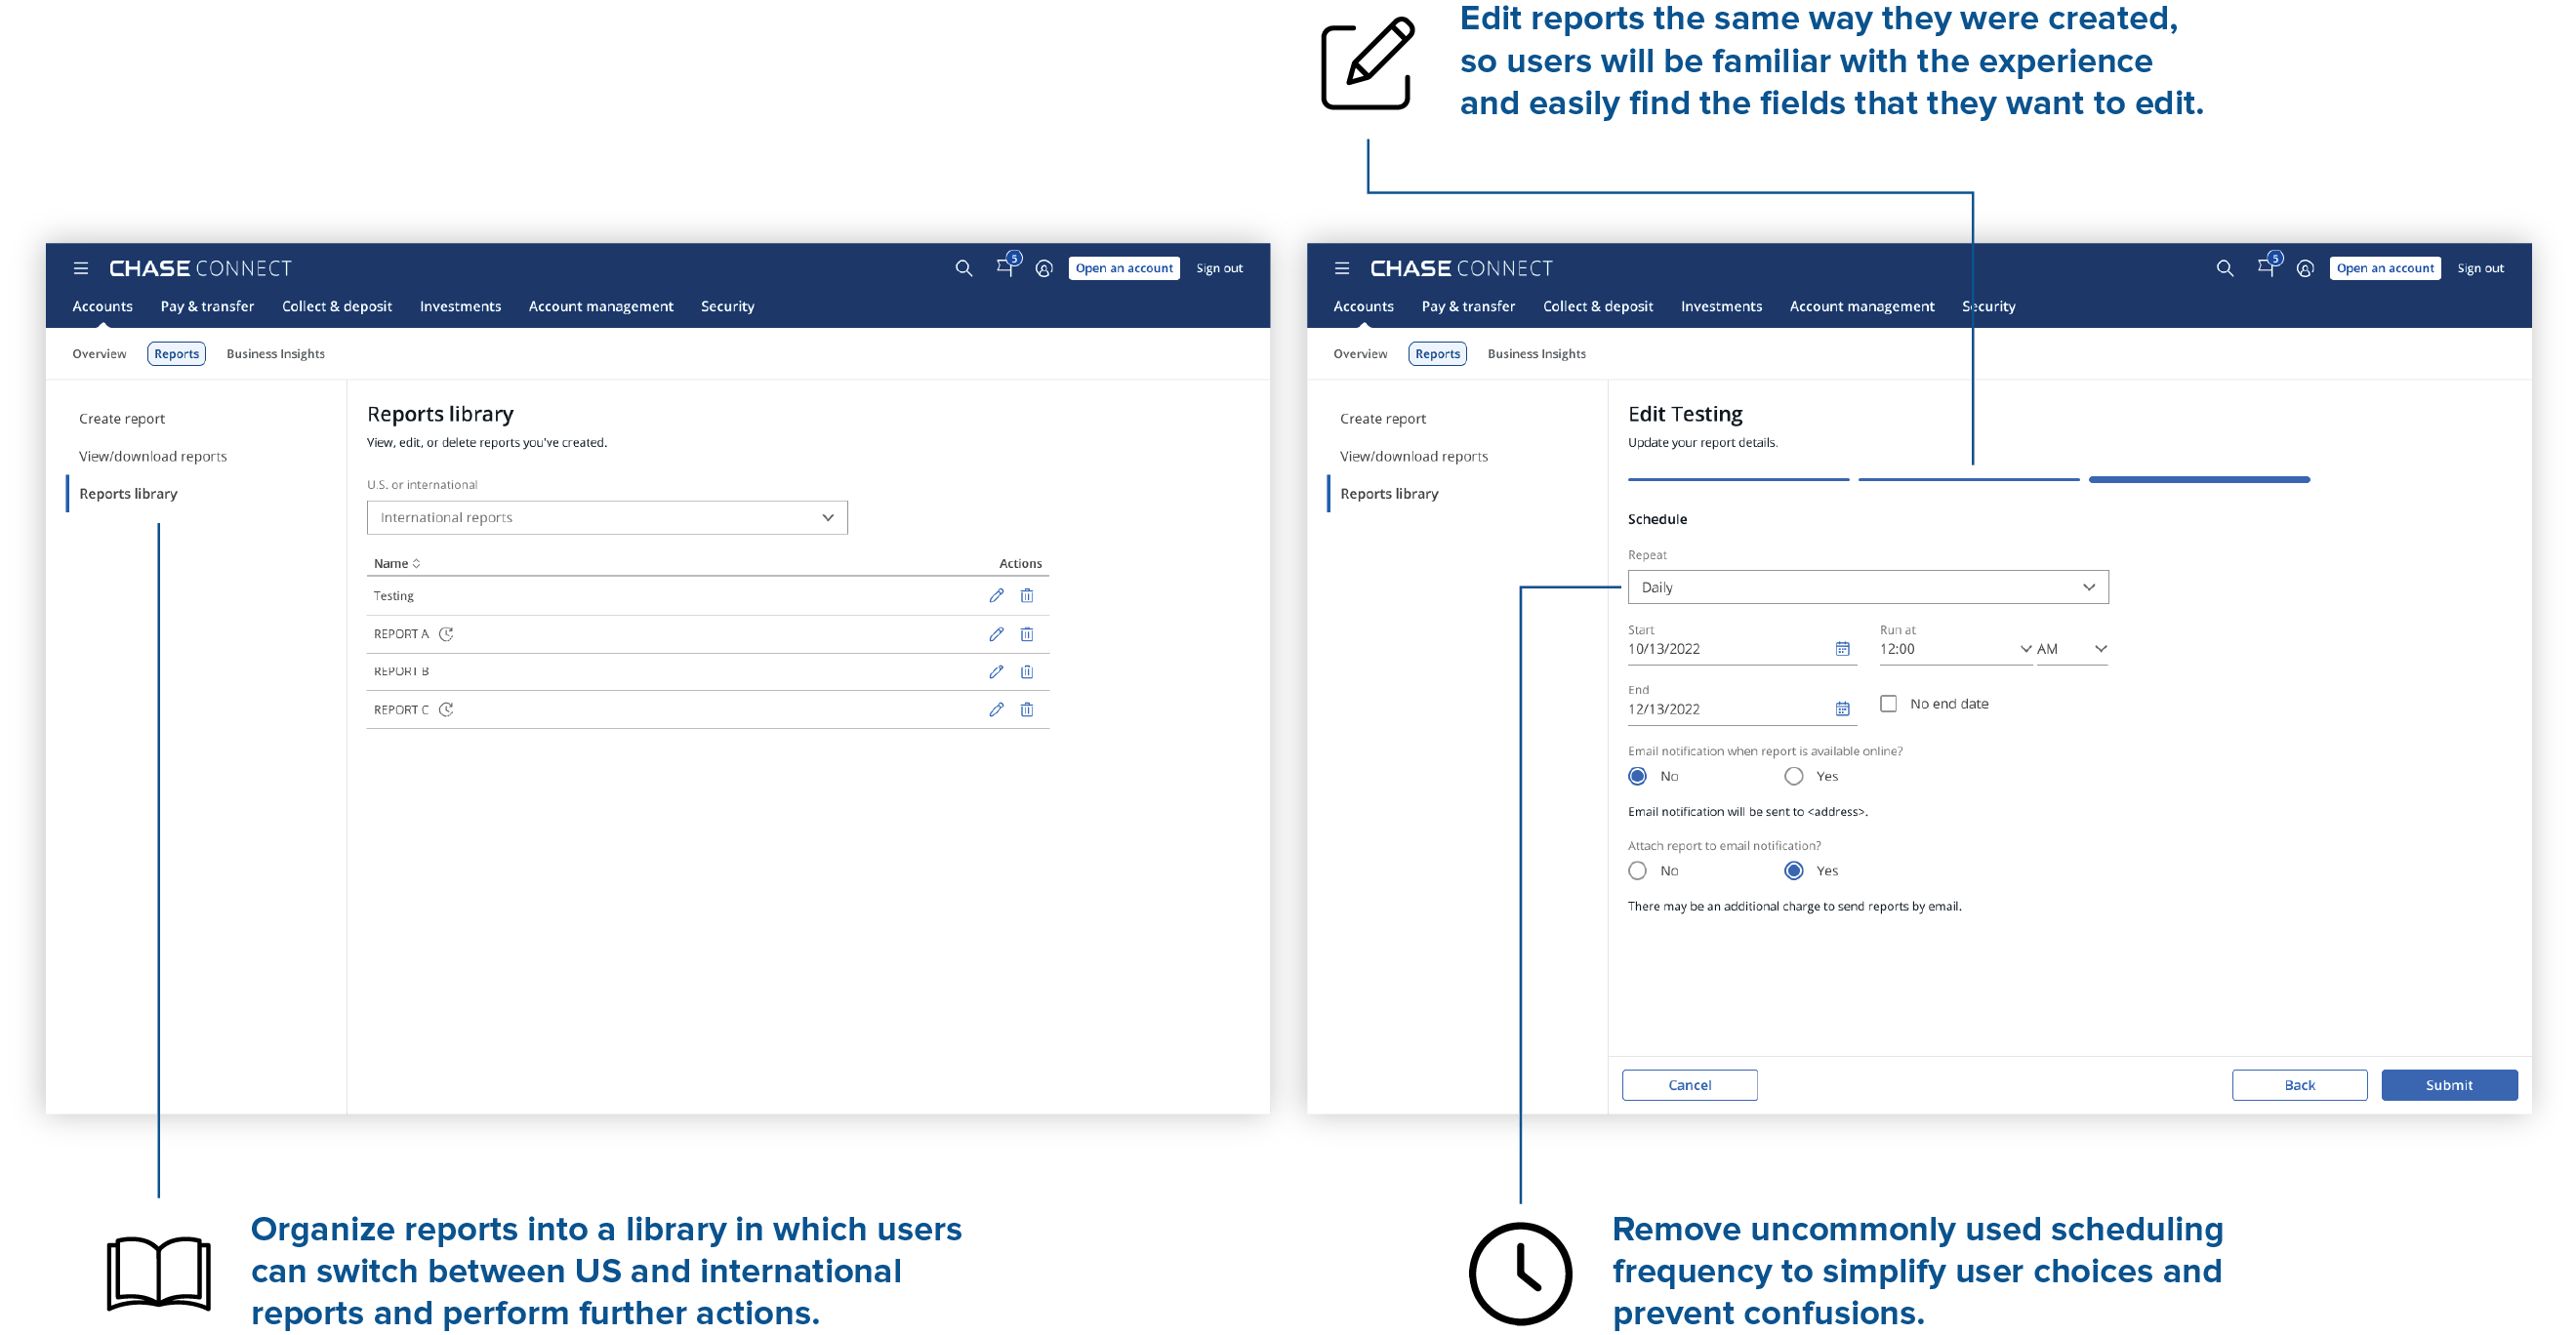 Edit reports the same way they were created,
so users will be familiar with the experience
and easily find the fields that they want to edit.
CHASE CONNECT
5
Open an account
Sign out
Accounts
Pay & transfer
Collect & deposit
Investments
Account management
Security
Overview
Reports
Business Insights
Create report
View/download reports
Reports library
Reports library
View, edit, or delete reports you've created.
U.S. or international
International reports
Name
Actions
Testing
REPORT A
REPORT B
REPORT C
CHASE CONNECT
5
Open an account
Sign out
Accounts
Pay & transfer
Collect & deposit
Investments
Account management
Security
Overview
Reports
Business Insights
Create report
View/download reports
Reports library
Edit Testing
Update your report details.
Schedule
Repeat
Daily
Start
10/13/2022
Run at
12:00
AM
End
12/13/2022
No end date
Email notification when report is available online?
No
Yes
Email notification will be sent to <address>.
Attach report to email notification?
No
Yes
There may be an additional charge to send reports by email.
Cancel
Back
Submit
Organize reports into a library in which users
can switch between US and international
reports and perform further actions.
Remove uncommonly used scheduling
frequency to simplify user choices and
prevent confusions.